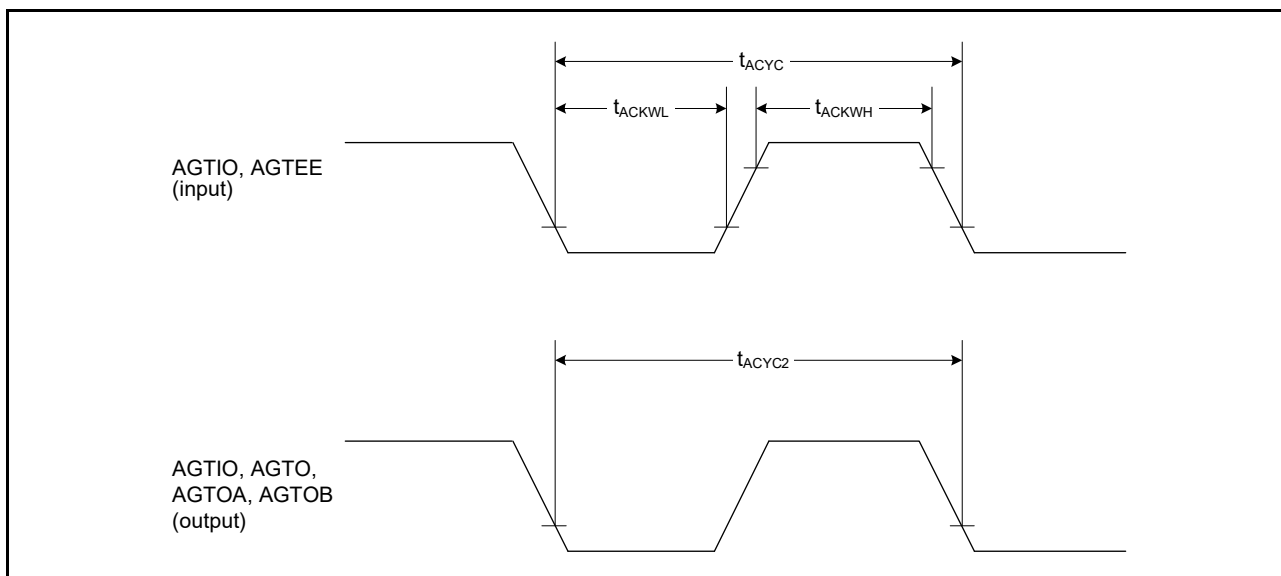 tACYC
tACKWL
tACKWH
AGTIO, AGTEE
(input)
tACYC2
AGTIO, AGTO,
AGTOA, AGTOB
(output)